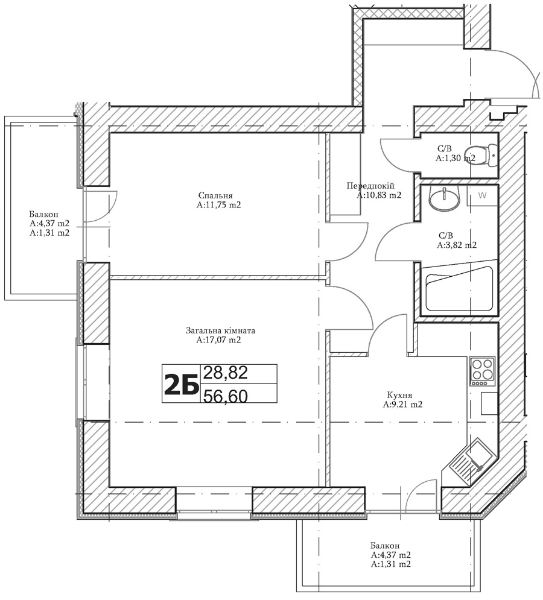 С/В
А:1,30 m2
Спальня
А:11,75 m2
Передпокій
А:10,83 m2
W
Балкон
А:4,37 m2
А:1,31 m2
С/В
А:3,82 m2
Загальна кімната
А:17,07 m2
2Б
28,82
56,60
Кухня
А:9.21 m2
Балкон
А:4,37 m2
А:1,31 m2